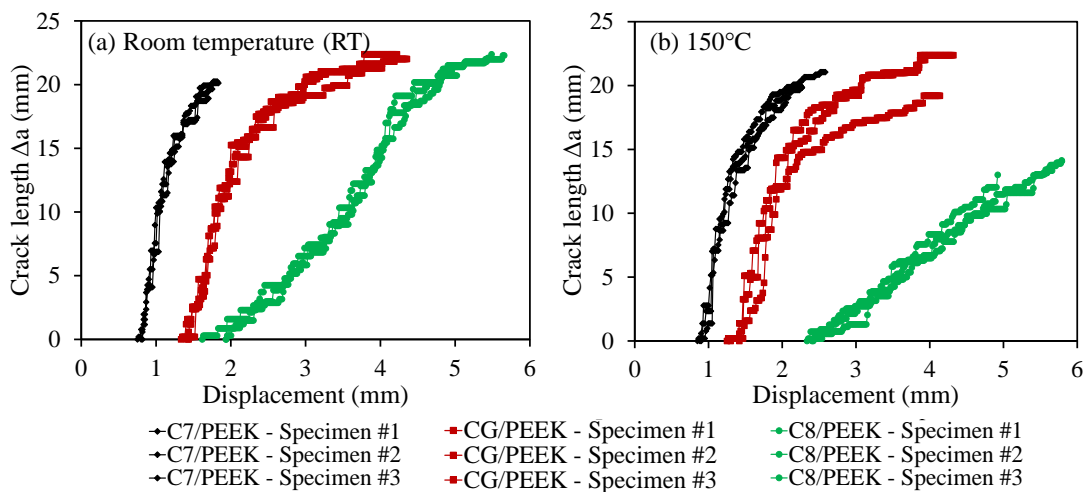 (a) Room temperature (RT)
25
20
15
10
5
0
0 1 2 3 4 5 6
Crack length Δa (mm)
Displacement (mm)
(b) 150°C
25
20
15
10
5
0
0 1 2 3 4 5 6
Crack length Δa (mm)
Displacement (mm)
C7/PEEK - Specimen #1
C7/PEEK - Specimen #2
C7/PEEK - Specimen #3
CG/PEEK - Specimen #1
CG/PEEK - Specimen #2
CG/PEEK - Specimen #3
C8/PEEK - Specimen #1
C8/PEEK - Specimen #2
C8/PEEK - Specimen #3